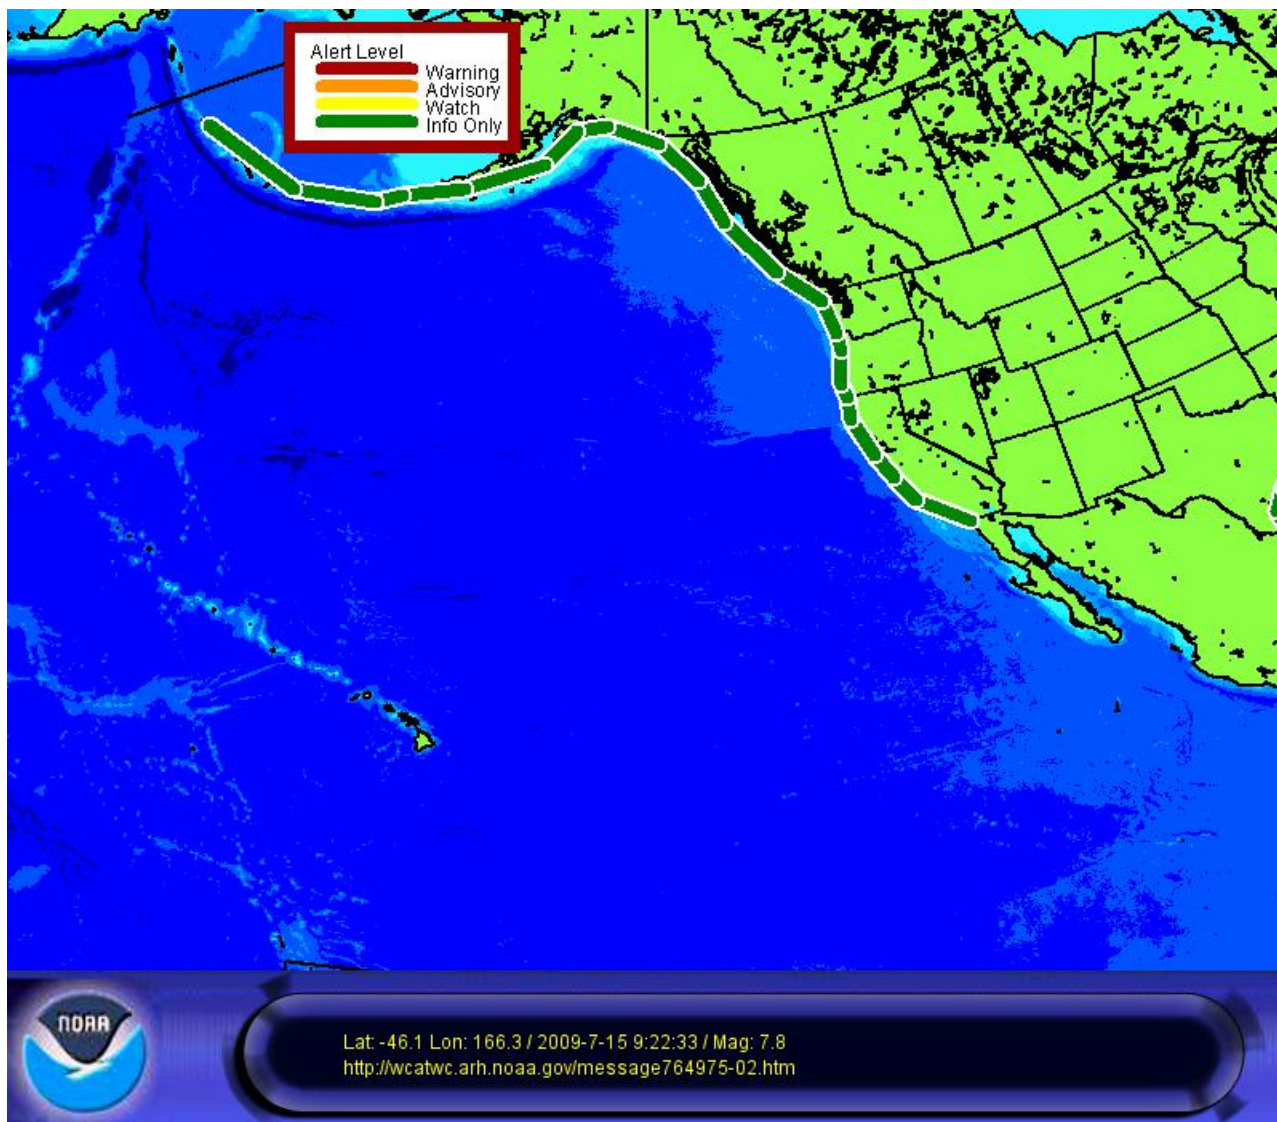 Alert Level
Warning
Advisory
Watch
Info Only
NOAA
Lat: -46.1 Lon: 166.3 / 2009-7-15 9:22:33 / Mag: 7.8
http://wcatwc.arh.noaa.gov/message764975-02.htm